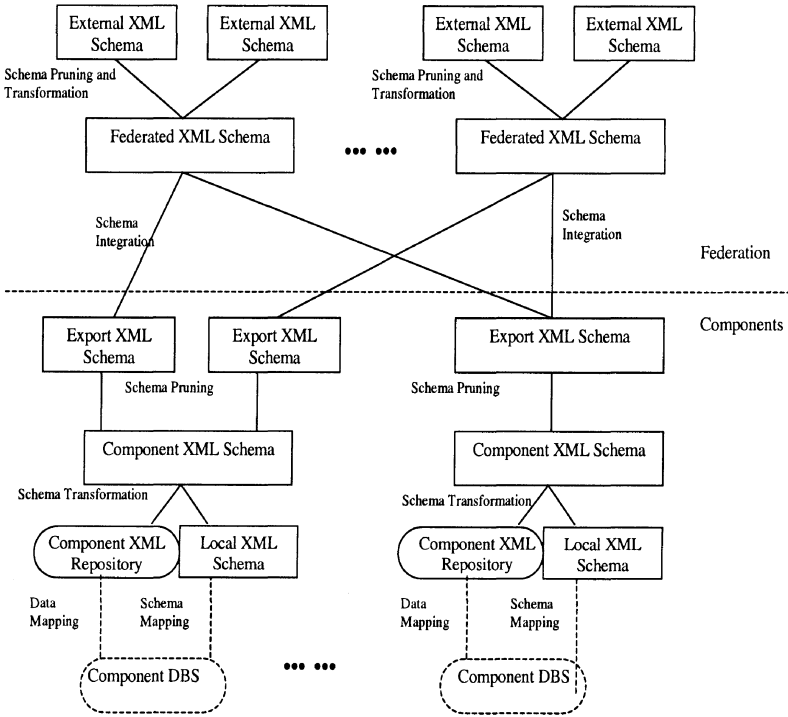 External XML
Schema
External XML
Schema
External XML
Schema
External XML
Schema
Schema Pruning and
Transformation
Schema Pruning and
Transformation
Federated XML Schema
Federated XML Schema
Schema
Integration
Schema
Integration
Federation
Components
Export XML
Schema
Export XML
Schema
Export XML Schema
Schema Pruning
Schema Pruning
Component XML Schema
Component XML Schema
Schema Transformation
Schema Transformation
Component XML
Repository
Local XML
Schema
Component XML
Repository
Local XML
Schema
Data
Mapping
Schema
Mapping
Data
Mapping
Schema
Mapping
Component DBS
Component DBS